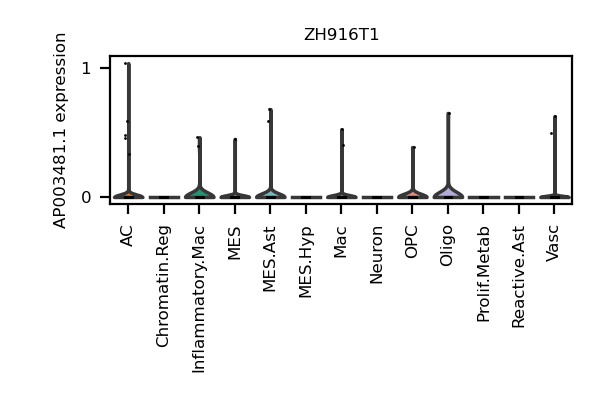 ZH916T1
AP003481.1 expression
1
0
AC
Chromatin.Reg
Inflammatory.Mac
MES
MES.Ast
MES.Hyp
Mac
Neuron
OPC
Oligo
Prolif.Metab
Reactive.Ast
Vasc